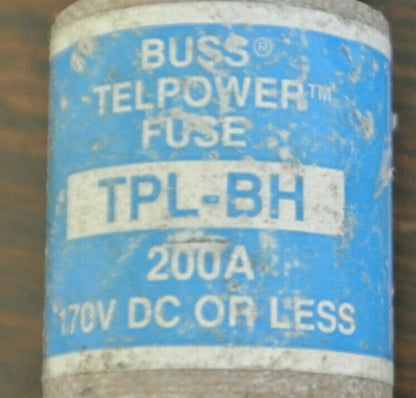 BUSS®
TELPOWER™
FUSE
TPL-BH
200A
170V DC OR LESS